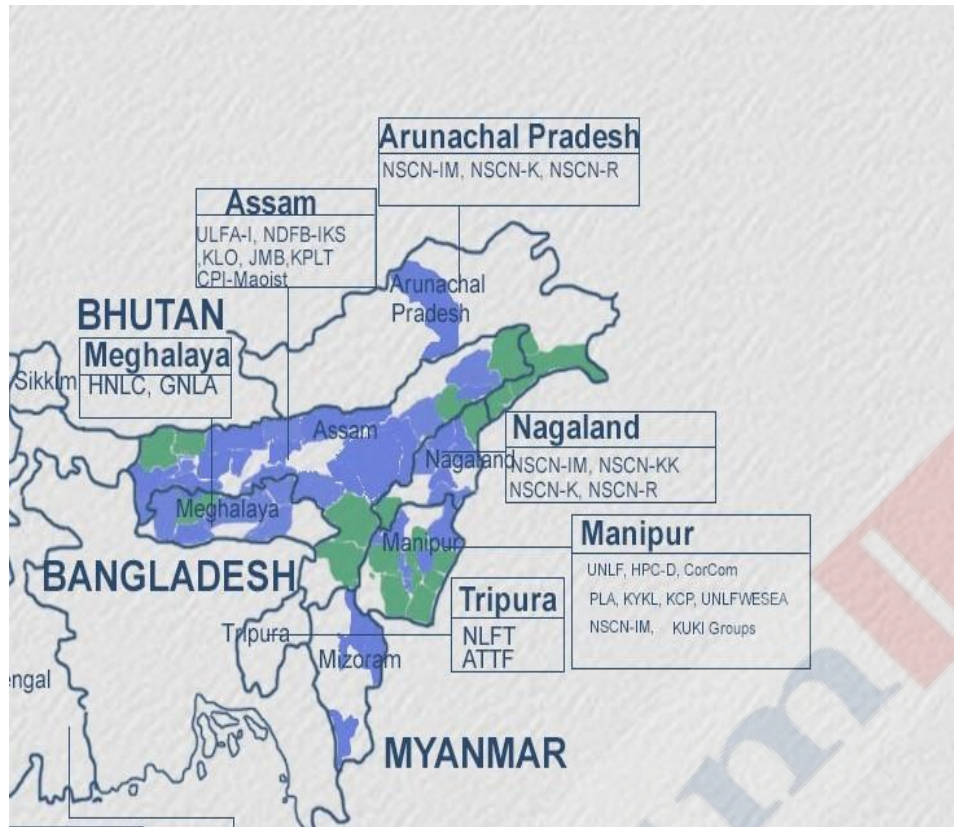 Arunachal Pradesh
NSCN-IM, NSCN-K, NSCN-R
Assam
ULFA-I, NDFB-IKS
,KLO, JMB,KPLT
CPI-Maoist
Arunachal
Pradesh
BHUTAN
Meghalaya
HNLC, GNLA
Sikkim
Assam
Nagaland
NSCN-IM, NSCN-KK
NSCN-K, NSCN-R
Nagaland
Meghalaya
Manipur
UNLF, HPC-D, CorCom
PLA, KYKL, KCP, UNLFWESEA
NSCN-IM, KUKI Groups
Manipur
BANGLADESH
Tripura
NLFT
ATTF
Tripura
Mizoram
engal
MYANMAR